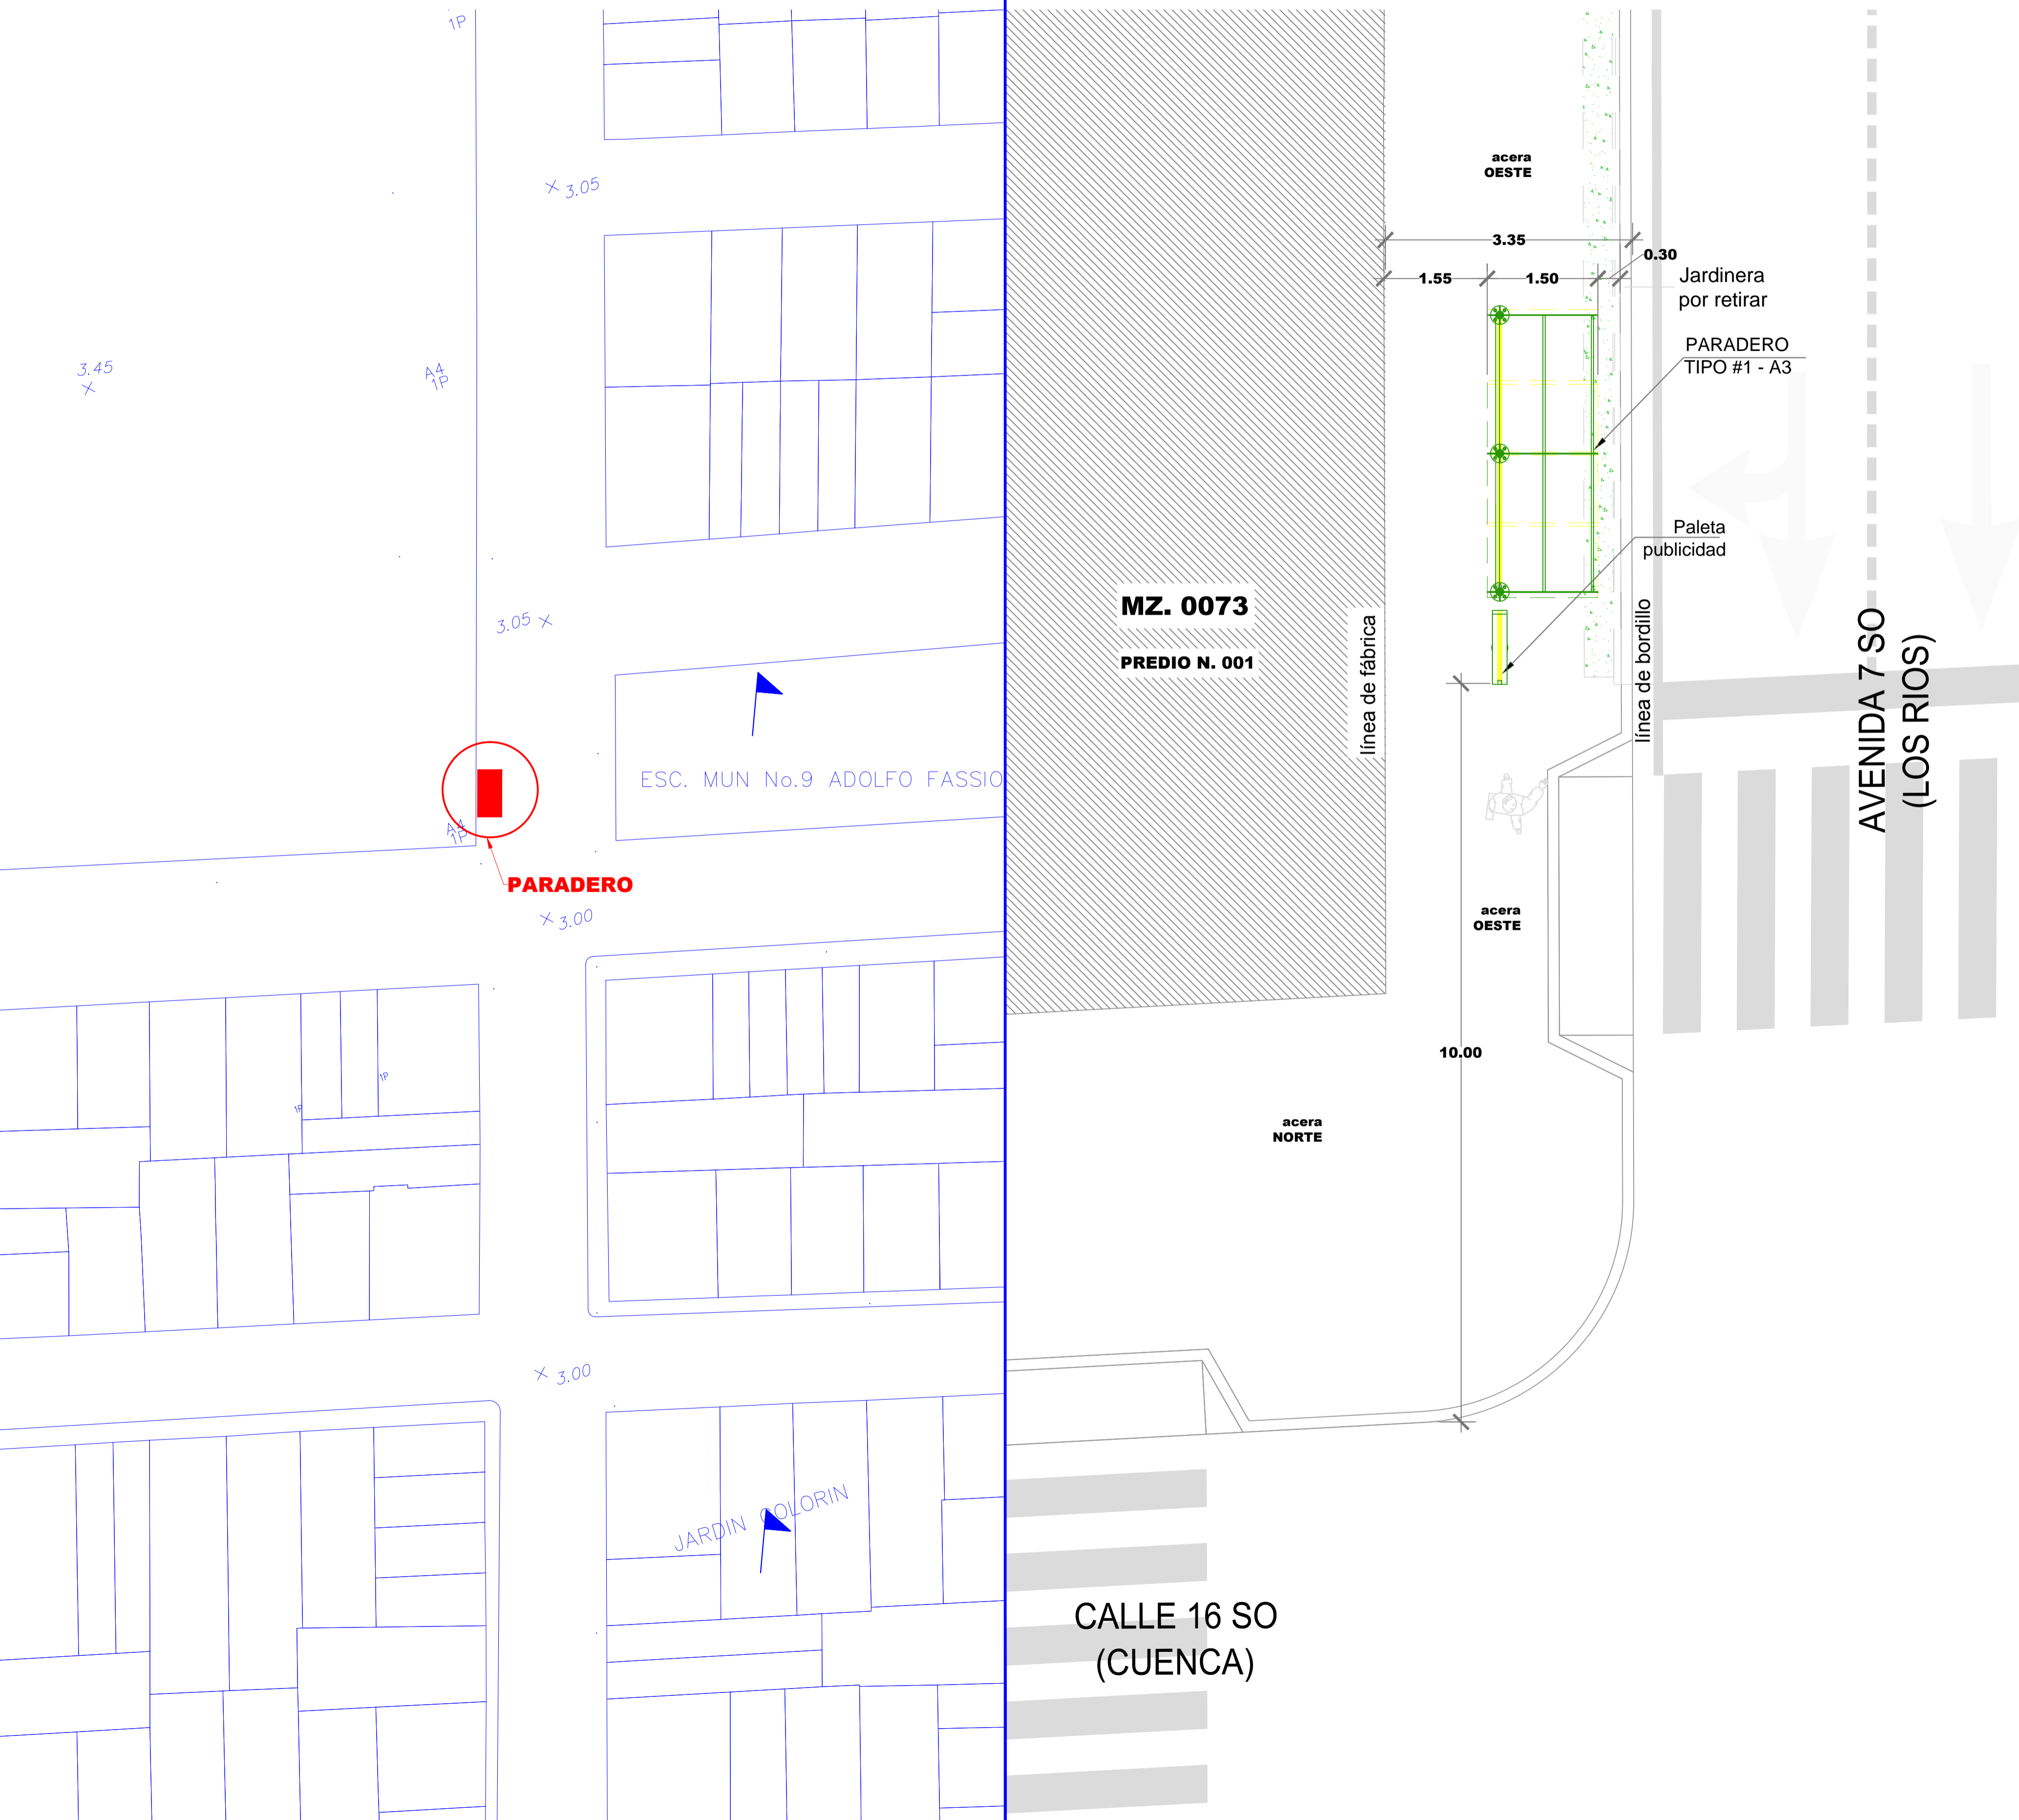 1P
3.05
3.45
A4
1P
3.05
ESC. MUN No.9 ADOLFO FASSIO
A4
1P
PARADERO
3.00
1P
1P
3.00
JARDIN COLORIN
acera
OESTE
3.35
0.30
1.55
1.50
Jardinera
por retirar
PARADERO
TIPO #1 - A3
Paleta
publicidad
MZ. 0073
PREDIO N. 001
línea de fábrica
línea de bordillo
AVENIDA 7 SO
(LOS RIOS)
acera
OESTE
10.00
acera
NORTE
CALLE 16 SO
(CUENCA)